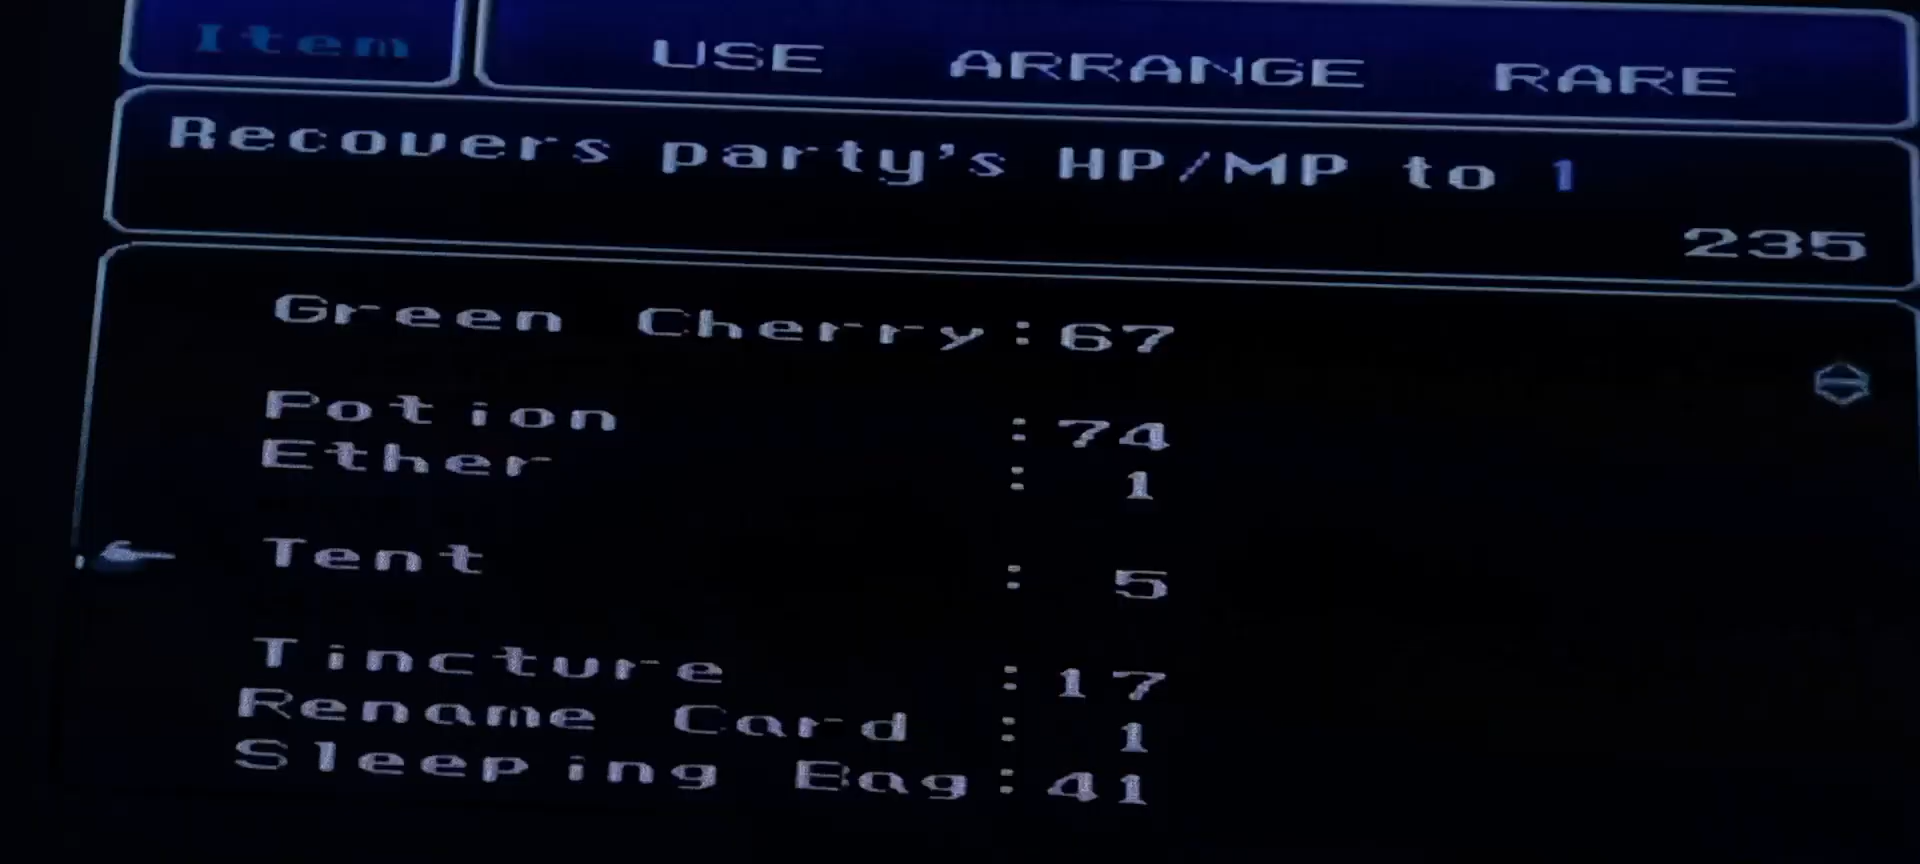 Item
USE ARRANGE RARE
Recovers party's HP/MP to 1
235
Green Cherry:67
Potion : 74
Ether : 1
Tent : 5
Tincture : 17
Rename Card : 1
Sleeping Bag:41